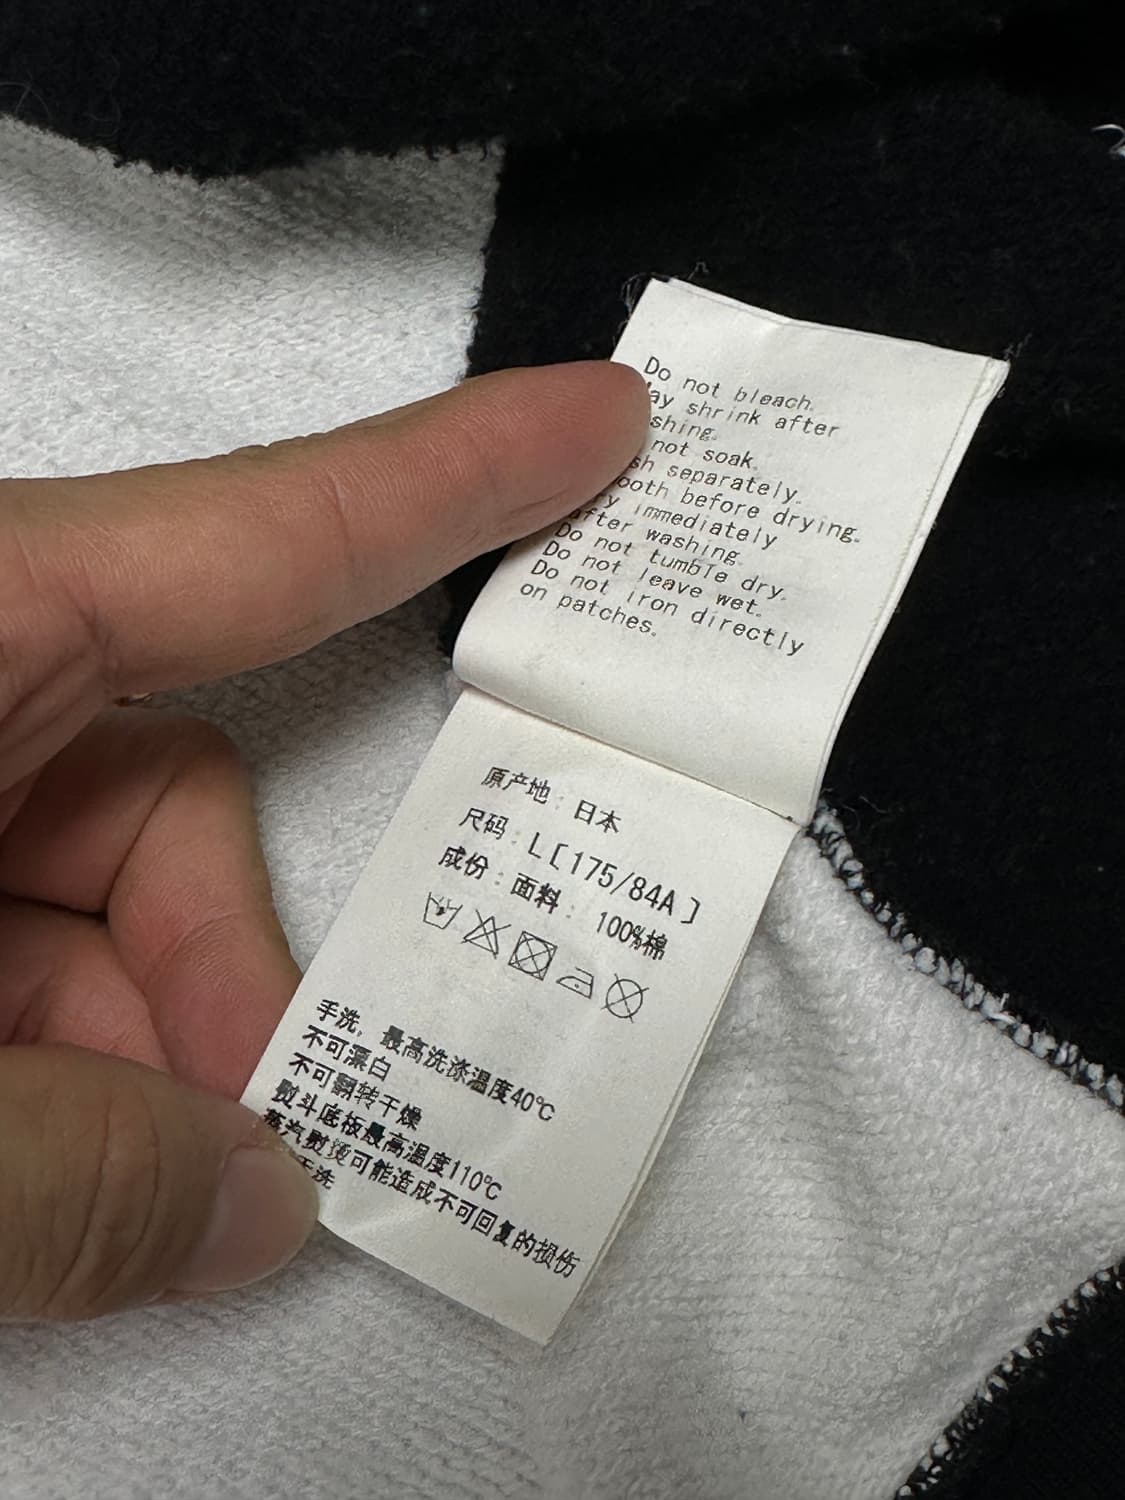 Do not bleach.
shrink after
not soak.
separately.
before drying.
immediately
after washing.
Do not tumble dry.
Do not leave wet.
Do not iron directly
on patches.
原产地：日本
尺码：L[175/84A]
成份：面料：100%棉
手洗，最高洗涤温度40℃
不可漂白
不可翻转干燥
熨斗底板最高温度110℃
蒸汽熨烫可能造成不可回复的损伤
洗